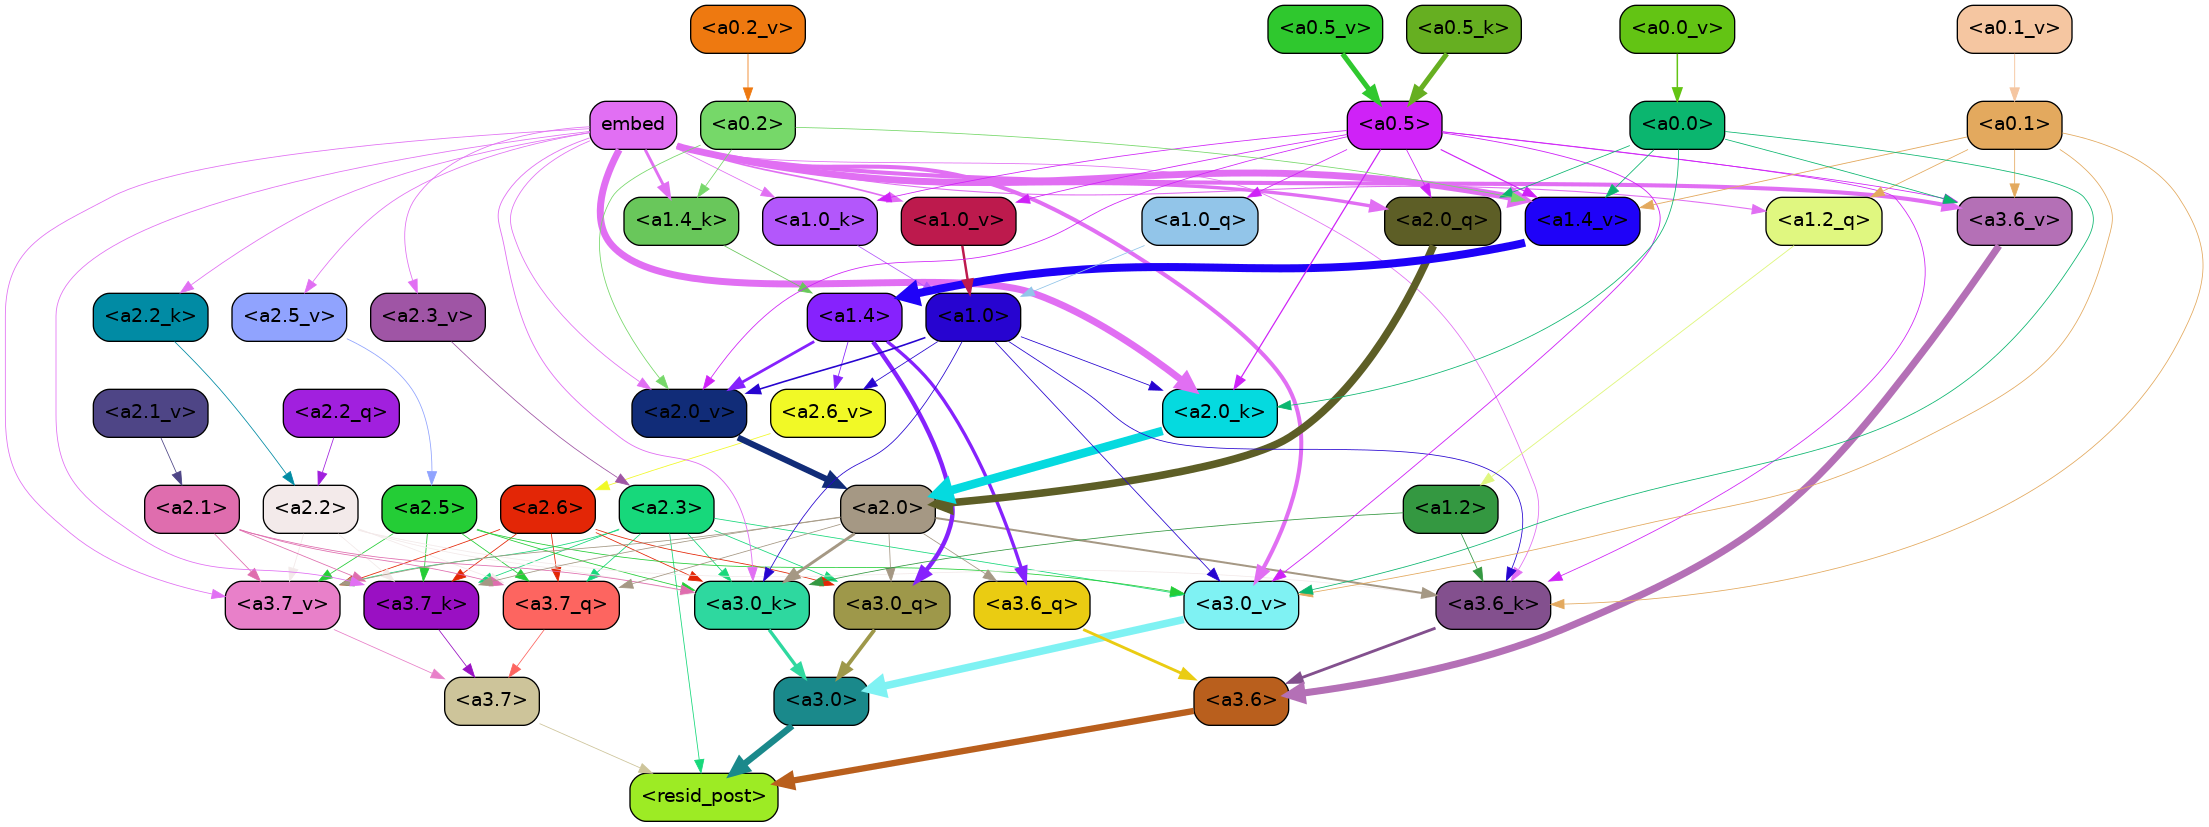 <a0.2_v>
<a0.5_v>
<a0.5_k>
<a0.0_v>
<a0.1_v>
embed
<a0.2>
<a0.5>
<a0.0>
<a0.1>
<a1.4_k>
<a1.0_k>
<a1.0_v>
<a1.0_q>
<a2.0_q>
<a1.4_v>
<a1.2_q>
<a3.6_v>
<a2.2_k>
<a2.5_v>
<a2.3_v>
<a1.4>
<a1.0>
<a2.1_v>
<a2.2_q>
<a2.0_v>
<a2.6_v>
<a2.0_k>
<a2.1>
<a2.2>
<a2.5>
<a2.6>
<a2.3>
<a2.0>
<a1.2>
<a3.7_v>
<a3.7_k>
<a3.7_q>
<a3.0_k>
<a3.0_q>
<a3.6_q>
<a3.0_v>
<a3.6_k>
<a3.7>
<a3.0>
<a3.6>
<resid_post>